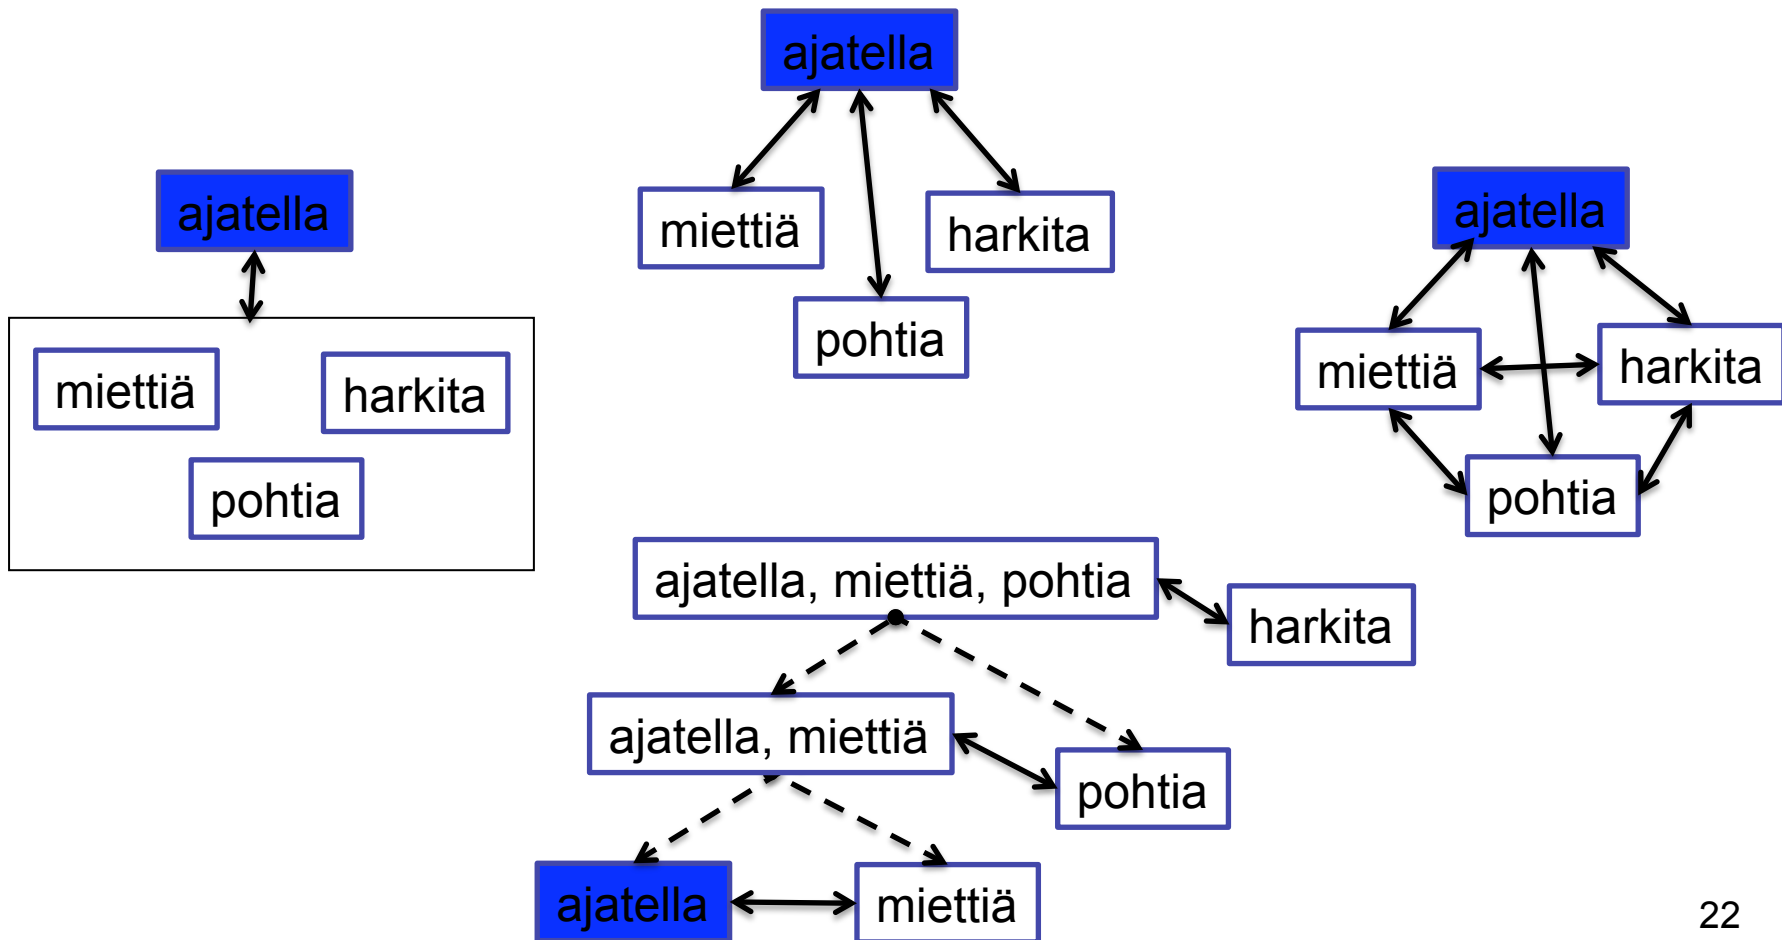 ajatella
miettiä
harkita
pohtia
ajatella
miettiä
harkita
pohtia
ajatella
miettiä
harkita
pohtia
ajatella, miettiä, pohtia
harkita
ajatella, miettiä
pohtia
ajatella
miettiä
22